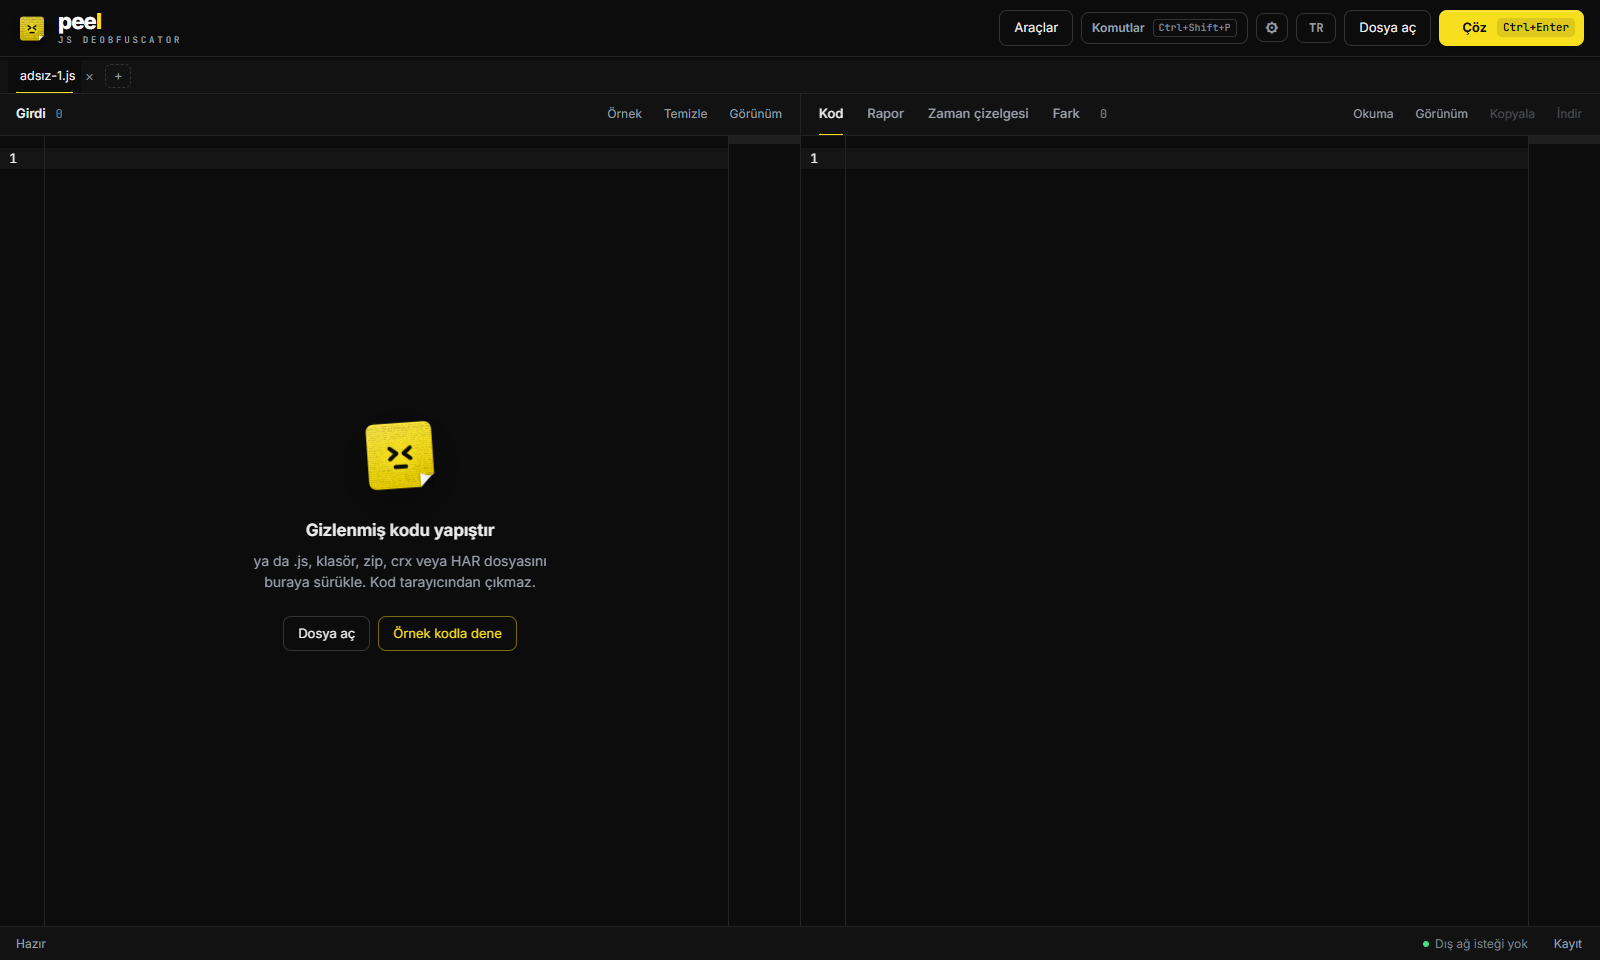 peel
JS DEOBFUSCATOR
Araçlar
Komutlar Ctrl+Shift+P
TR
Dosya aç
Çöz Ctrl+Enter
adsız-1.js × +
Girdi 0
Örnek Temizle Görünüm
Kod Rapor Zaman çizelgesi Fark 0
Okuma Görünüm Kopyala İndir
1
1
Gizlenmiş kodu yapıştır
ya da .js, klasör, zip, crx veya HAR dosyasını
buraya sürükle. Kod tarayıcından çıkmaz.
Dosya aç
Örnek kodla dene
Hazır
Dış ağ isteği yok
Kayıt